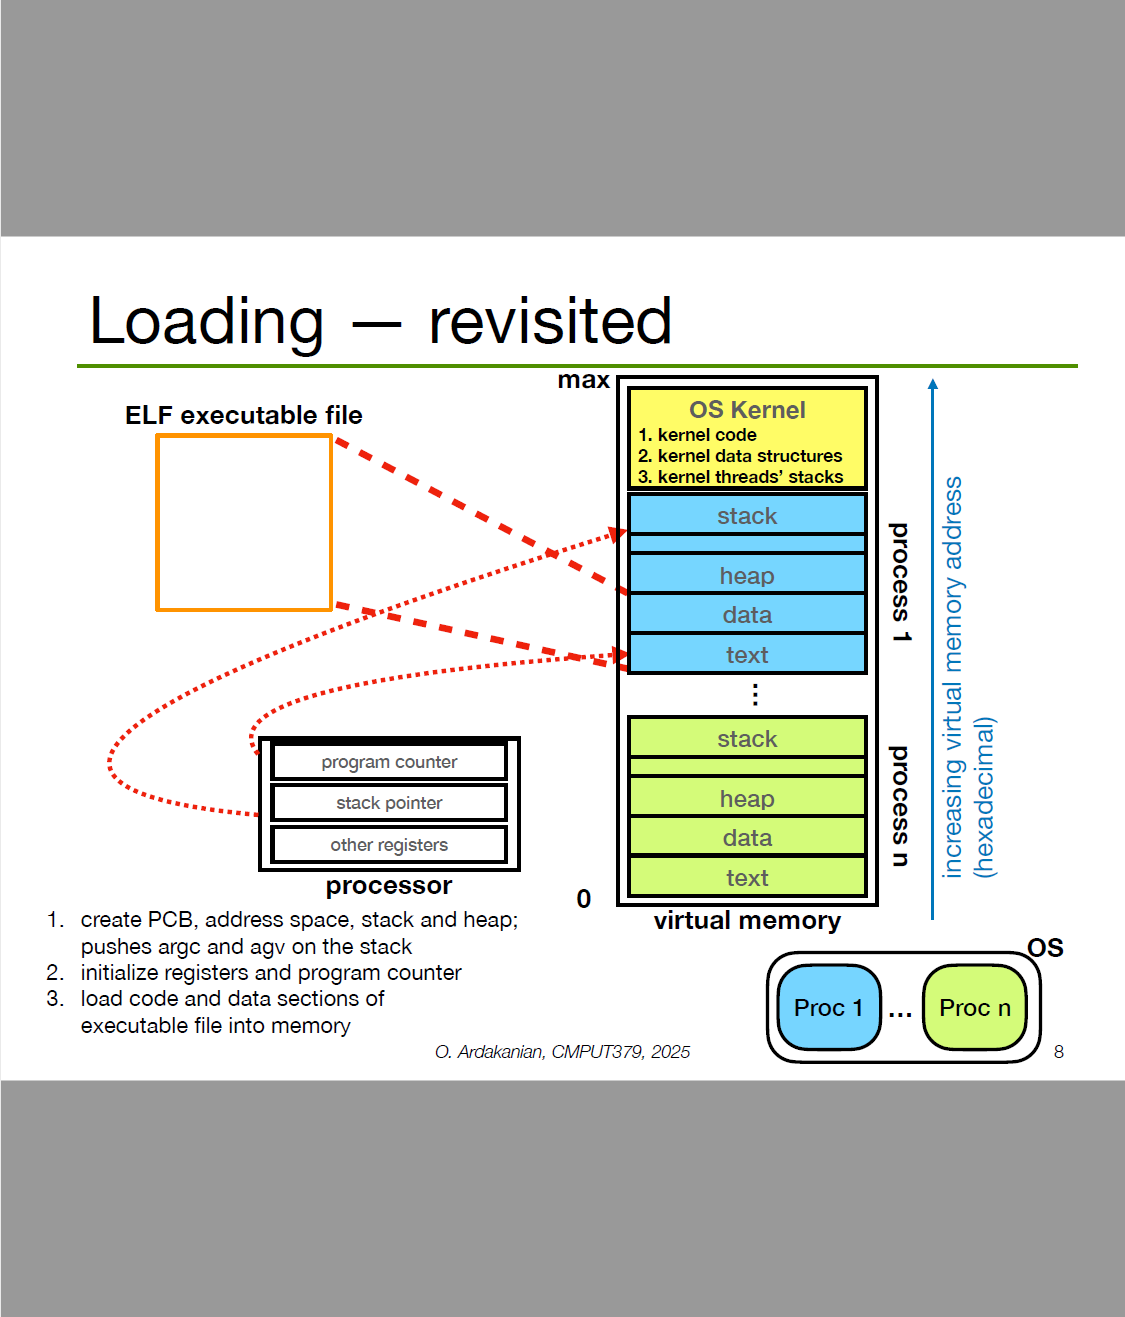 Loading — revisited
max
ELF executable file
OS Kernel
1. kernel code
2. kernel data structures
3. kernel threads’ stacks
stack
heap
data
text
process 1
⋮
stack
heap
data
text
process n
increasing virtual memory address
(hexadecimal)
program counter
stack pointer
other registers
processor
0
virtual memory
1. create PCB, address space, stack and heap;
pushes argc and agv on the stack
2. initialize registers and program counter
3. load code and data sections of
executable file into memory
OS
Proc 1 ... Proc n
O. Ardakanian, CMPUT379, 2025
8